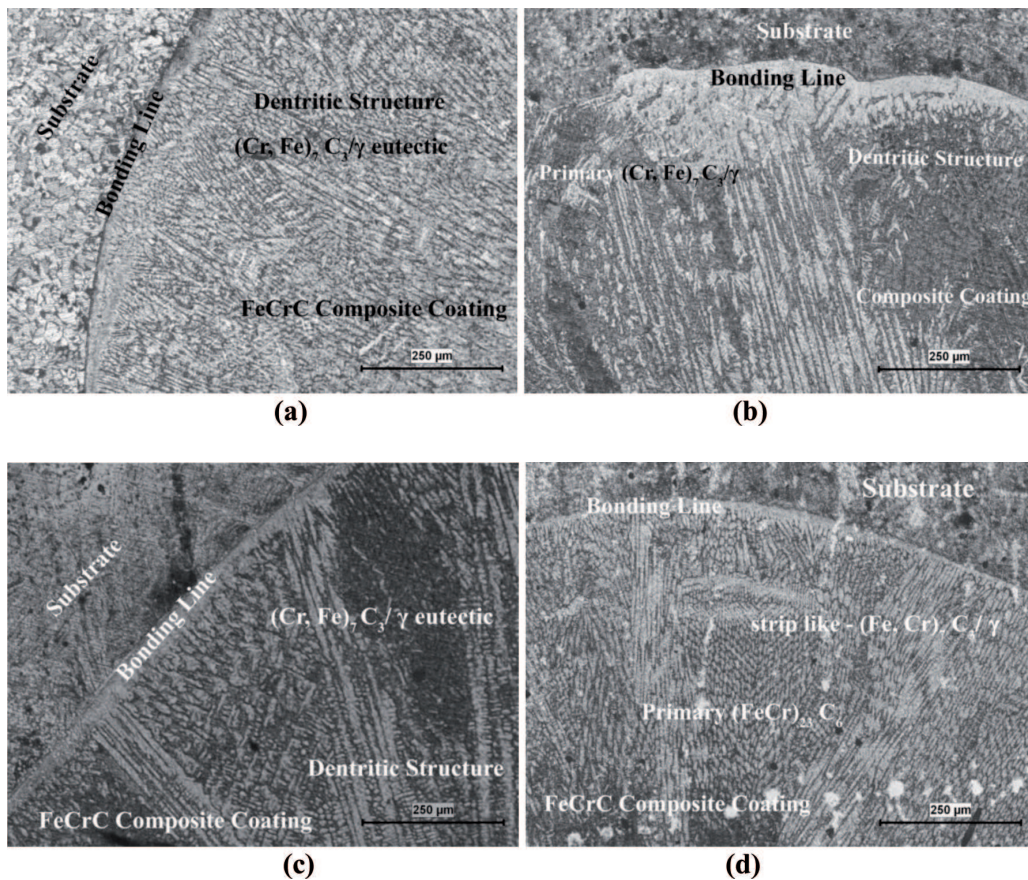 Substrate
Bonding Line
Dentritic Structure
(Cr, Fe)₇ C₃/γ eutectic
FeCrC Composite Coating
250 µm
(a)
Substrate
Bonding Line
Primary (Cr, Fe)₇ C₃/γ
Dentritic Structure
Composite Coating
250 µm
(b)
Substrate
Bonding Line
(Cr, Fe)₇ C₃/γ eutectic
Dentritic Structure
FeCrC Composite Coating
250 µm
(c)
Substrate
Bonding Line
strip like - (Fe, Cr)₇ C₃/γ
Primary (FeCr)₂₃ C₆
FeCrC Composite Coating
250 µm
(d)